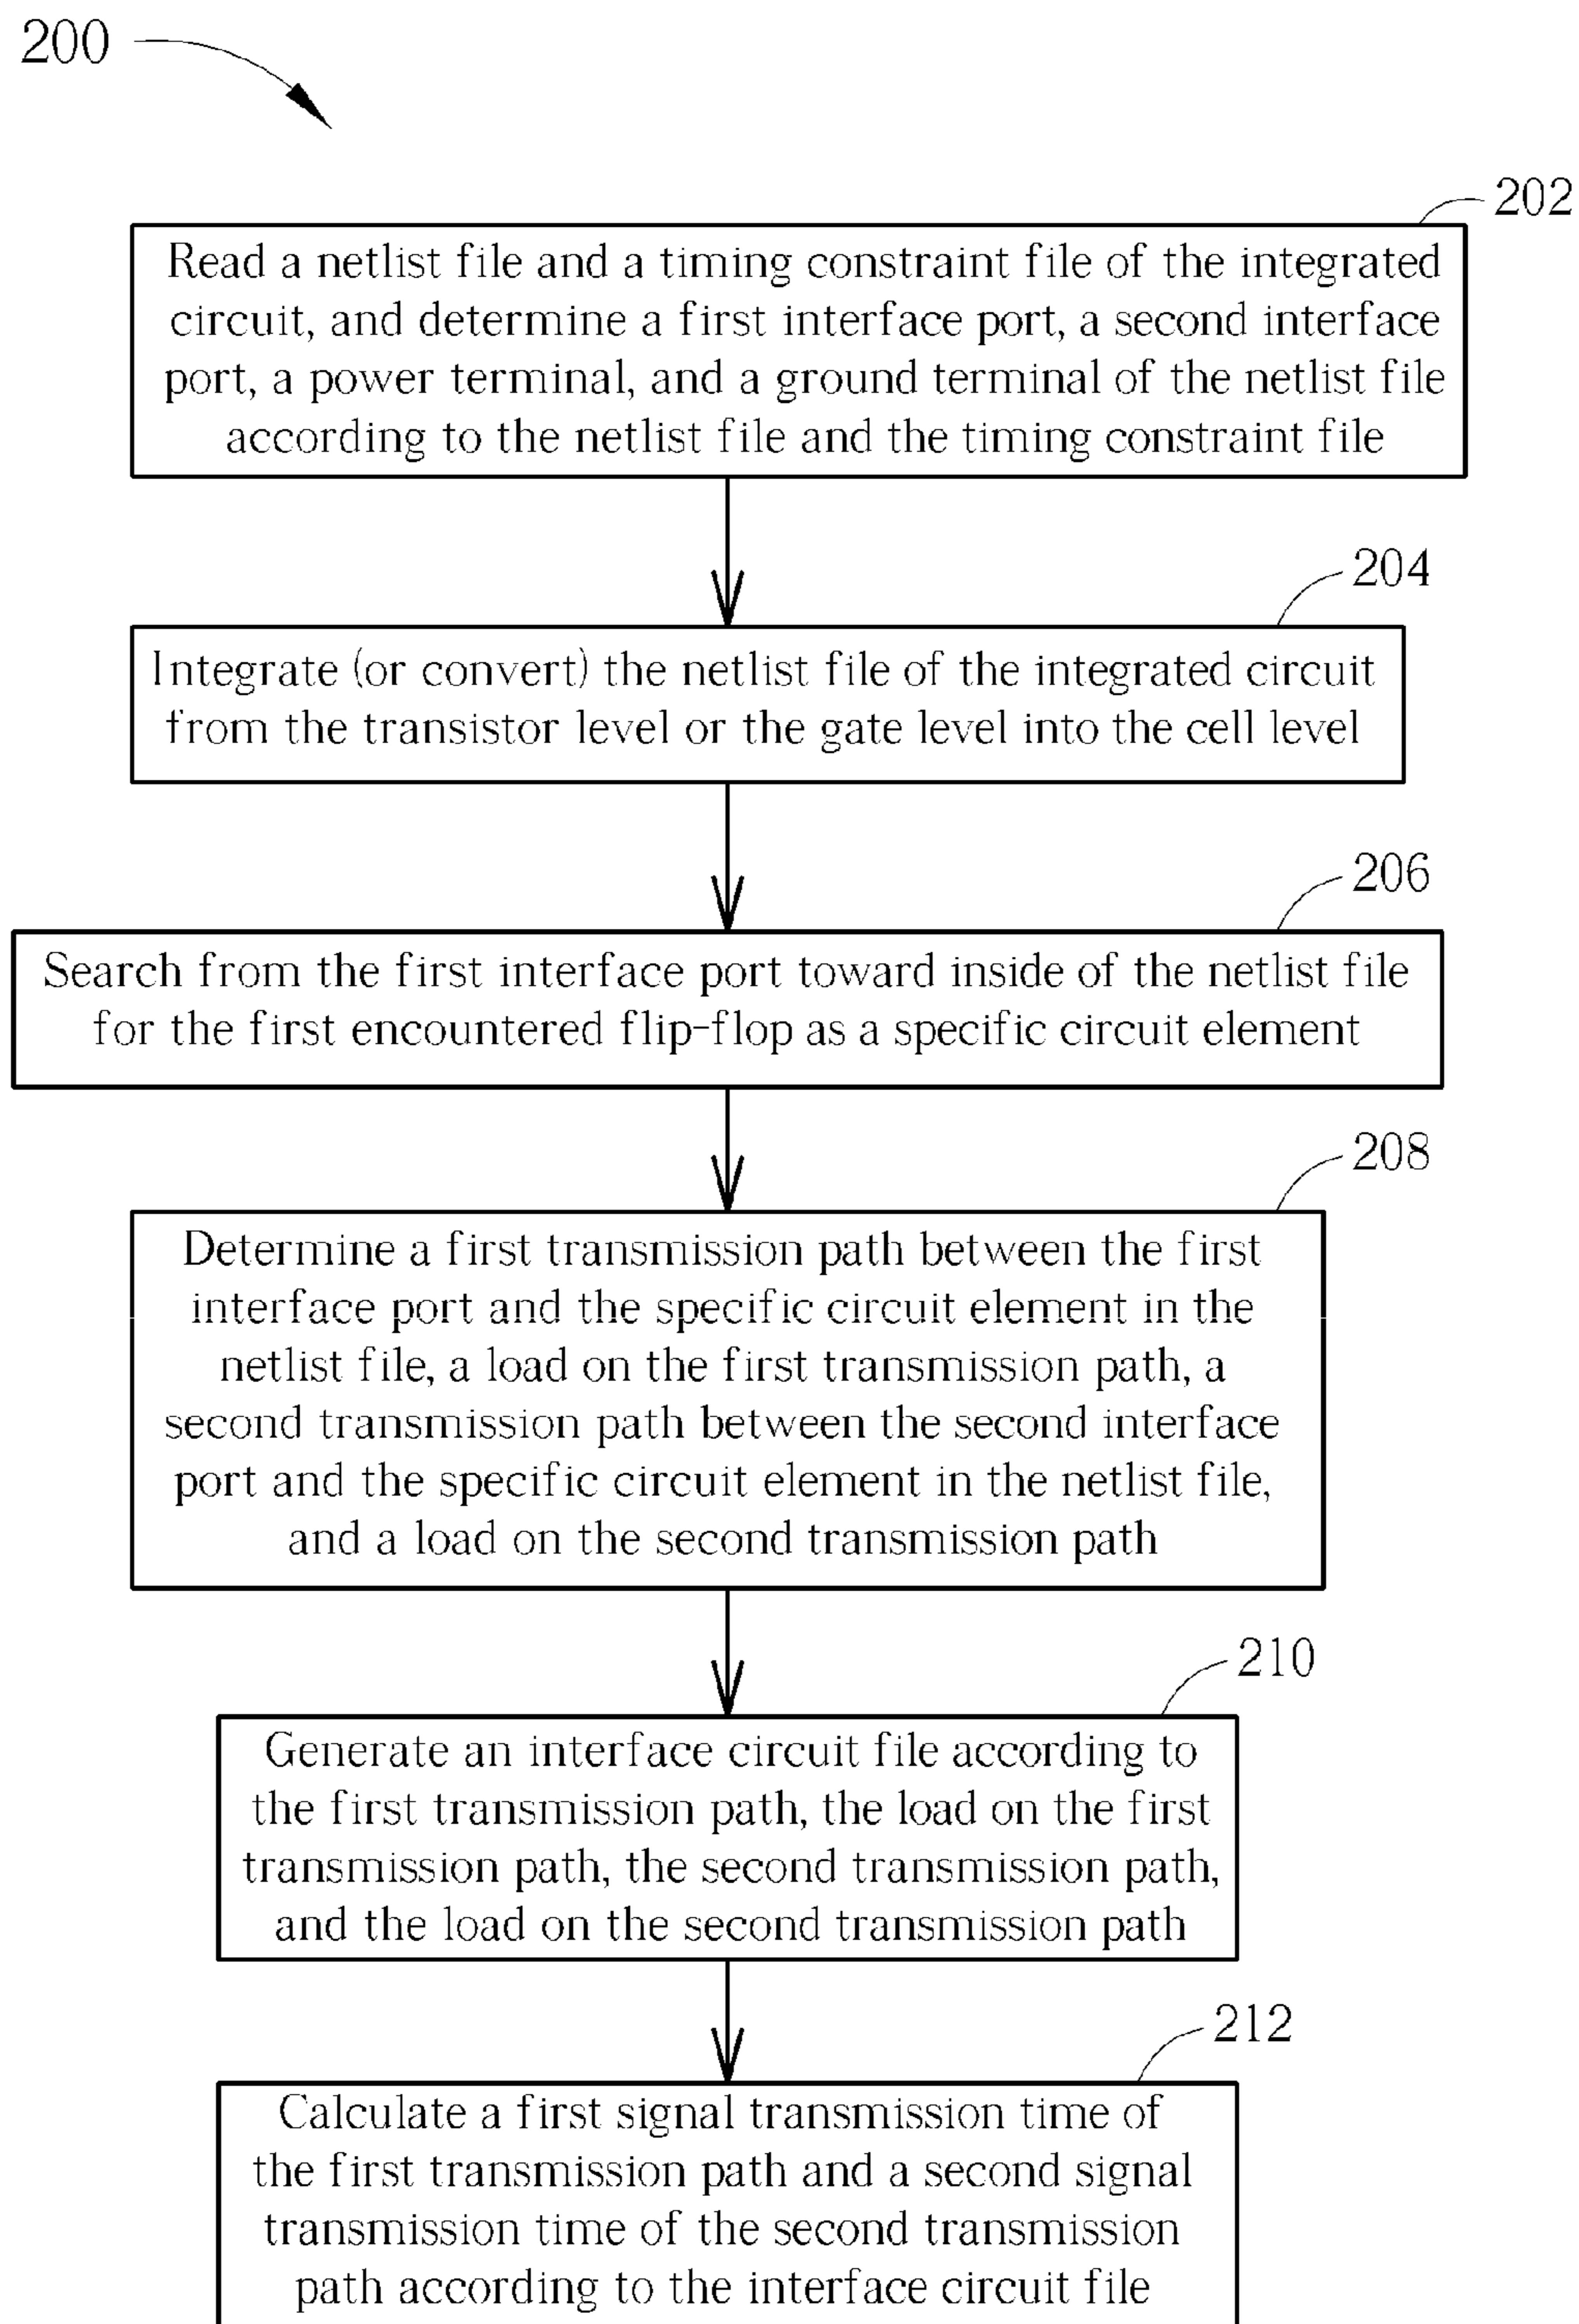 200
202
Read a netlist file and a timing constraint file of the integrated
circuit, and determine a first interface port, a second interface
port, a power terminal, and a ground terminal of the netlist file
according to the netlist file and the timing constraint file
204
Integrate (or convert) the netlist file of the integrated circuit
from the transistor level or the gate level into the cell level
206
Search from the first interface port toward inside of the netlist file
for the first encountered flip-flop as a specific circuit element
208
Determine a first transmission path between the first
interface port and the specific circuit element in the
netlist file, a load on the first transmission path, a
second transmission path between the second interface
port and the specific circuit element in the netlist file,
and a load on the second transmission path
210
Generate an interface circuit file according to
the first transmission path, the load on the first
transmission path, the second transmission path,
and the load on the second transmission path
212
Calculate a first signal transmission time of
the first transmission path and a second signal
transmission time of the second transmission
path according to the interface circuit file